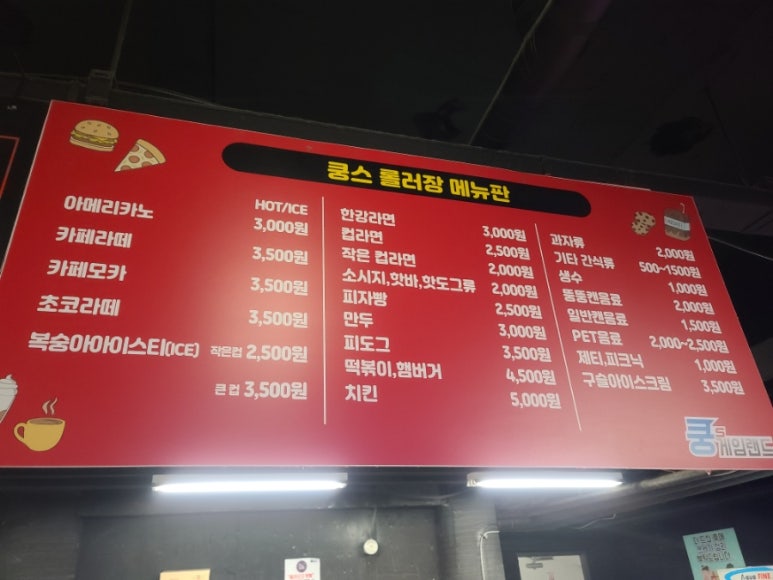 쿵스 롤러장 메뉴판
HOT/ICE
아메리카노 3,000원
카페라떼 3,500원
카페모카 3,500원
초코라떼 3,500원
복숭아아이스티(ICE) 작은컵 2,500원
큰 컵 3,500원
한강라면 3,000원
컵라면 2,500원
작은 컵라면 2,000원
소시지,핫바,핫도그류 2,000원
피자빵 2,500원
만두 3,000원
피도그 3,500원
떡볶이,햄버거 4,500원
치킨 5,000원
과자류 2,000원
기타 간식류 500~1500원
생수 1,000원
뚱뚱캔음료 2,000원
일반캔음료 1,500원
PET음료 2,000~2,500원
제티,피크닉 1,000원
구슬아이스크림 3,500원
쿵s
게임랜드